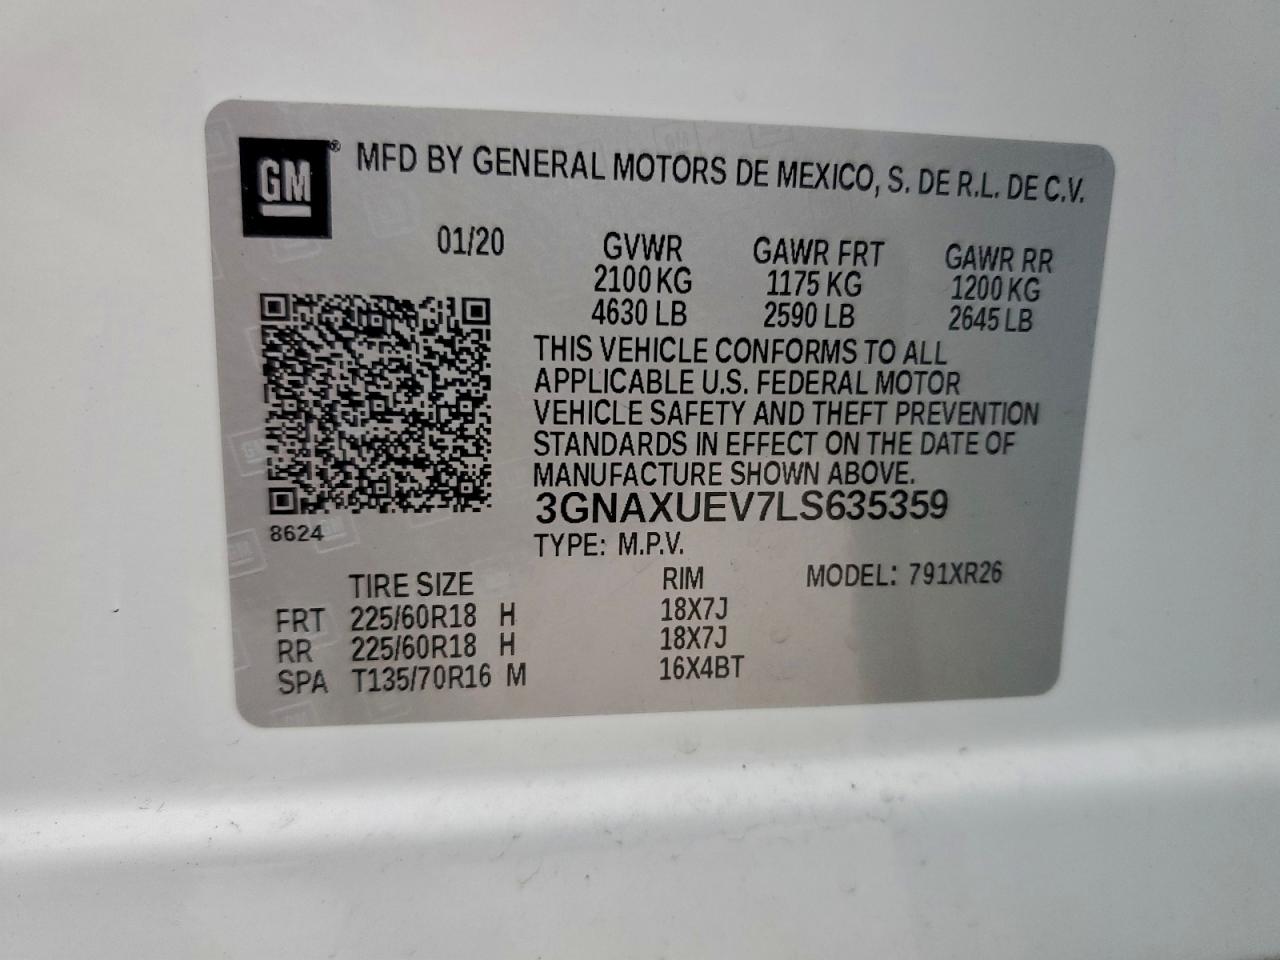 GM® MFD BY GENERAL MOTORS DE MEXICO, S. DE R.L. DE C.V.
01/20 GVWR GAWR FRT GAWR RR
2100 KG 1175 KG 1200 KG
4630 LB 2590 LB 2645 LB
THIS VEHICLE CONFORMS TO ALL
APPLICABLE U.S. FEDERAL MOTOR
VEHICLE SAFETY AND THEFT PREVENTION
STANDARDS IN EFFECT ON THE DATE OF
MANUFACTURE SHOWN ABOVE.
3GNAXUEV7LS635359
8624
TYPE: M.P.V.
TIRE SIZE RIM MODEL: 791XR26
FRT 225/60R18 H 18X7J
RR 225/60R18 H 18X7J
SPA T135/70R16 M 16X4BT